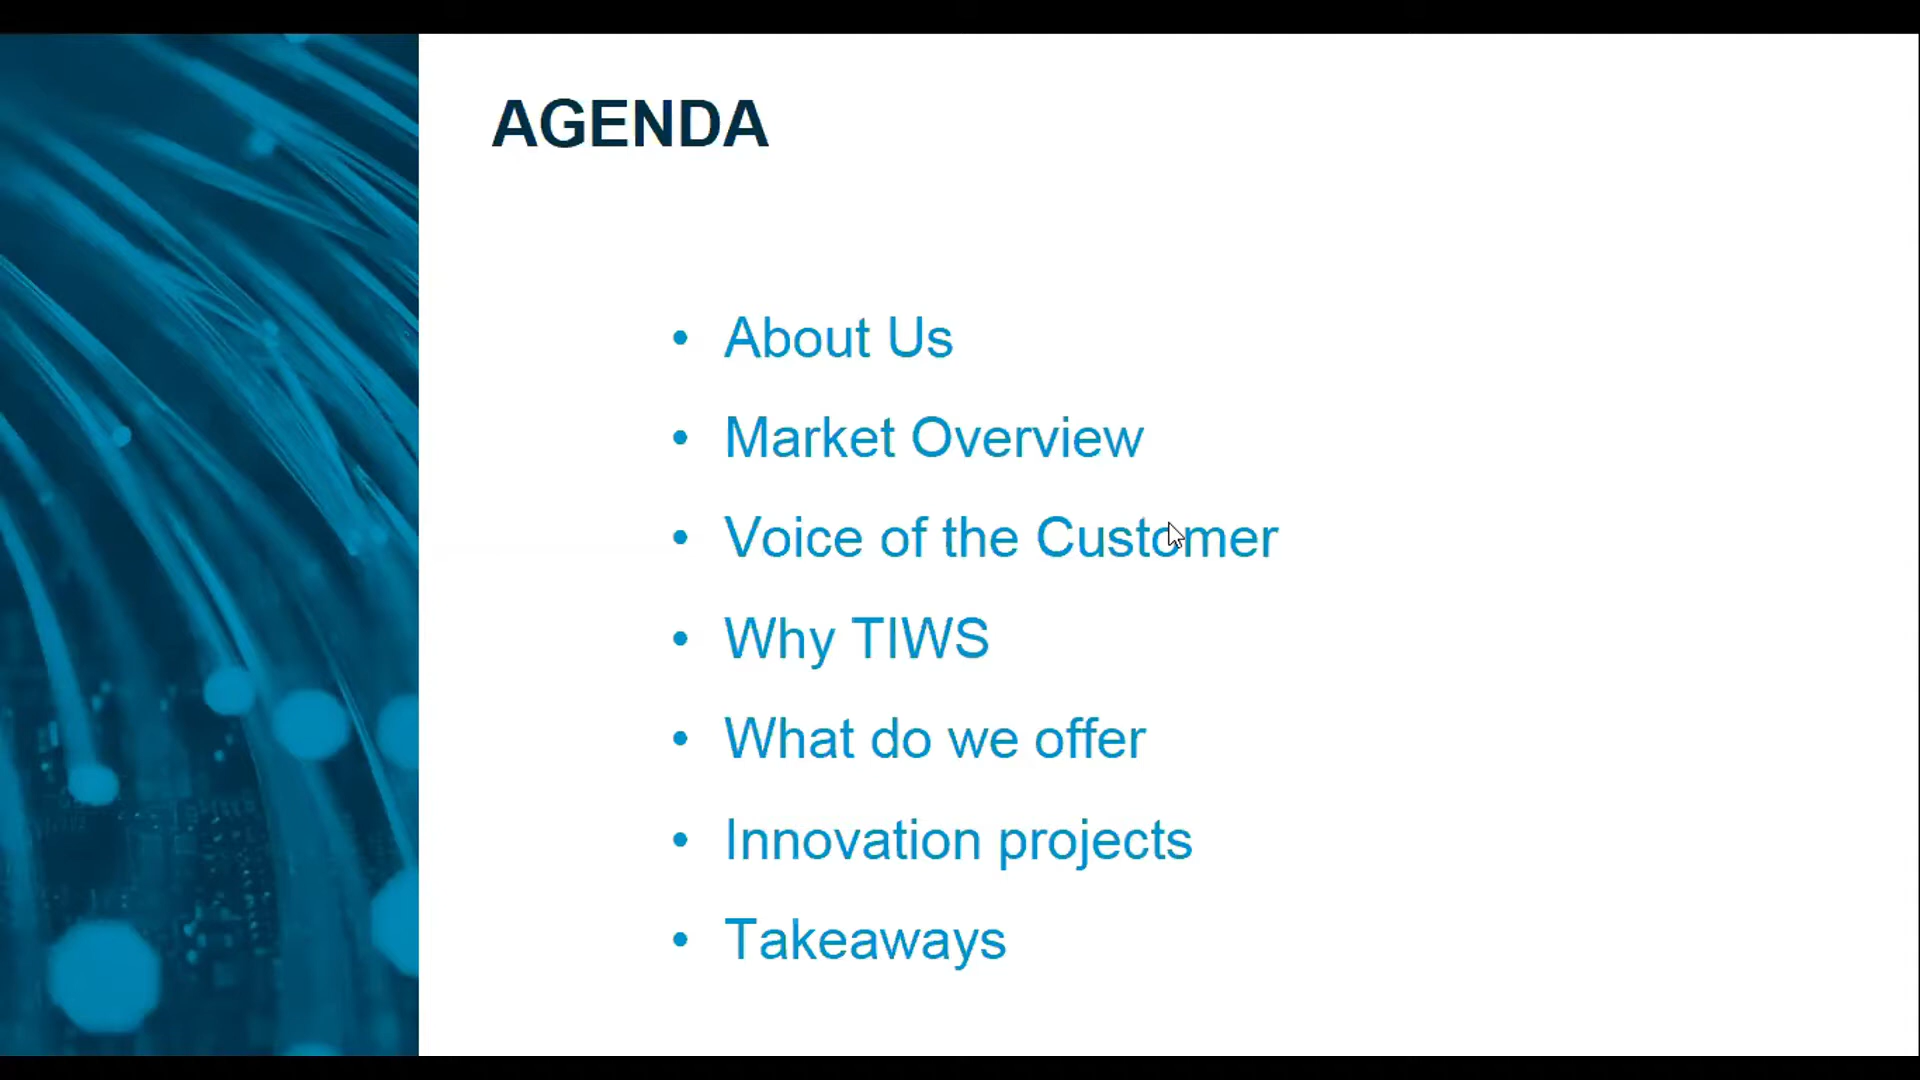 AGENDA
• About Us
• Market Overview
• Voice of the Customer
• Why TIWS
• What do we offer
• Innovation projects
• Takeaways